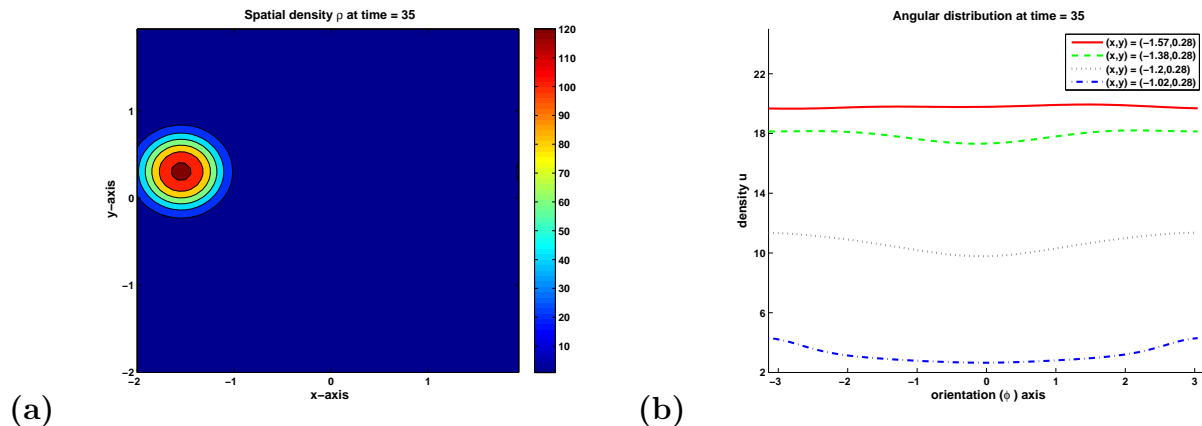 Spatial density ρ at time = 35
y−axis
1
0
−1
−2
−2
−1
0
1
x−axis
120
110
100
90
80
70
60
50
40
30
20
10
(a)
Angular distribution at time = 35
(x,y) = (−1.57,0.28)
(x,y) = (−1.38,0.28)
(x,y) = (−1.2,0.28)
(x,y) = (−1.02,0.28)
density u
22
18
14
10
6
2
−3
−2
−1
0
1
2
3
orientation (ϕ ) axis
(b)